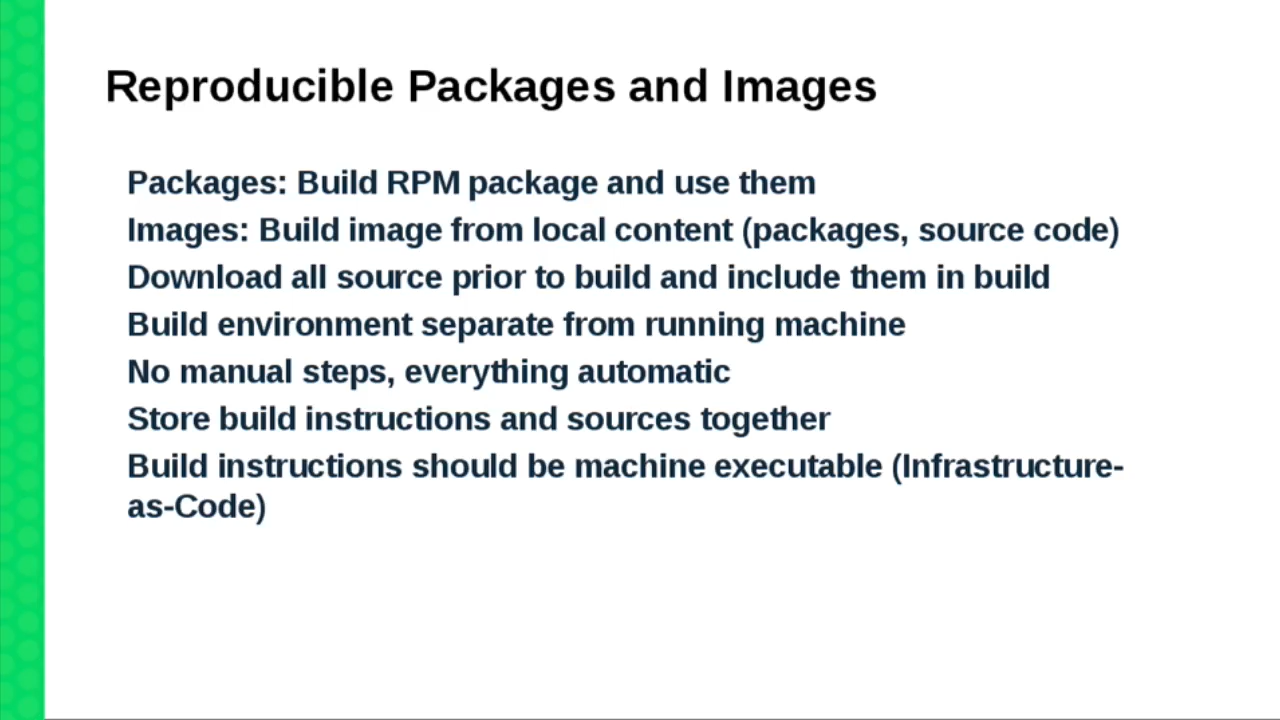 Reproducible Packages and Images
Packages: Build RPM package and use them
Images: Build image from local content (packages, source code)
Download all source prior to build and include them in build
Build environment separate from running machine
No manual steps, everything automatic
Store build instructions and sources together
Build instructions should be machine executable (Infrastructure-
as-Code)